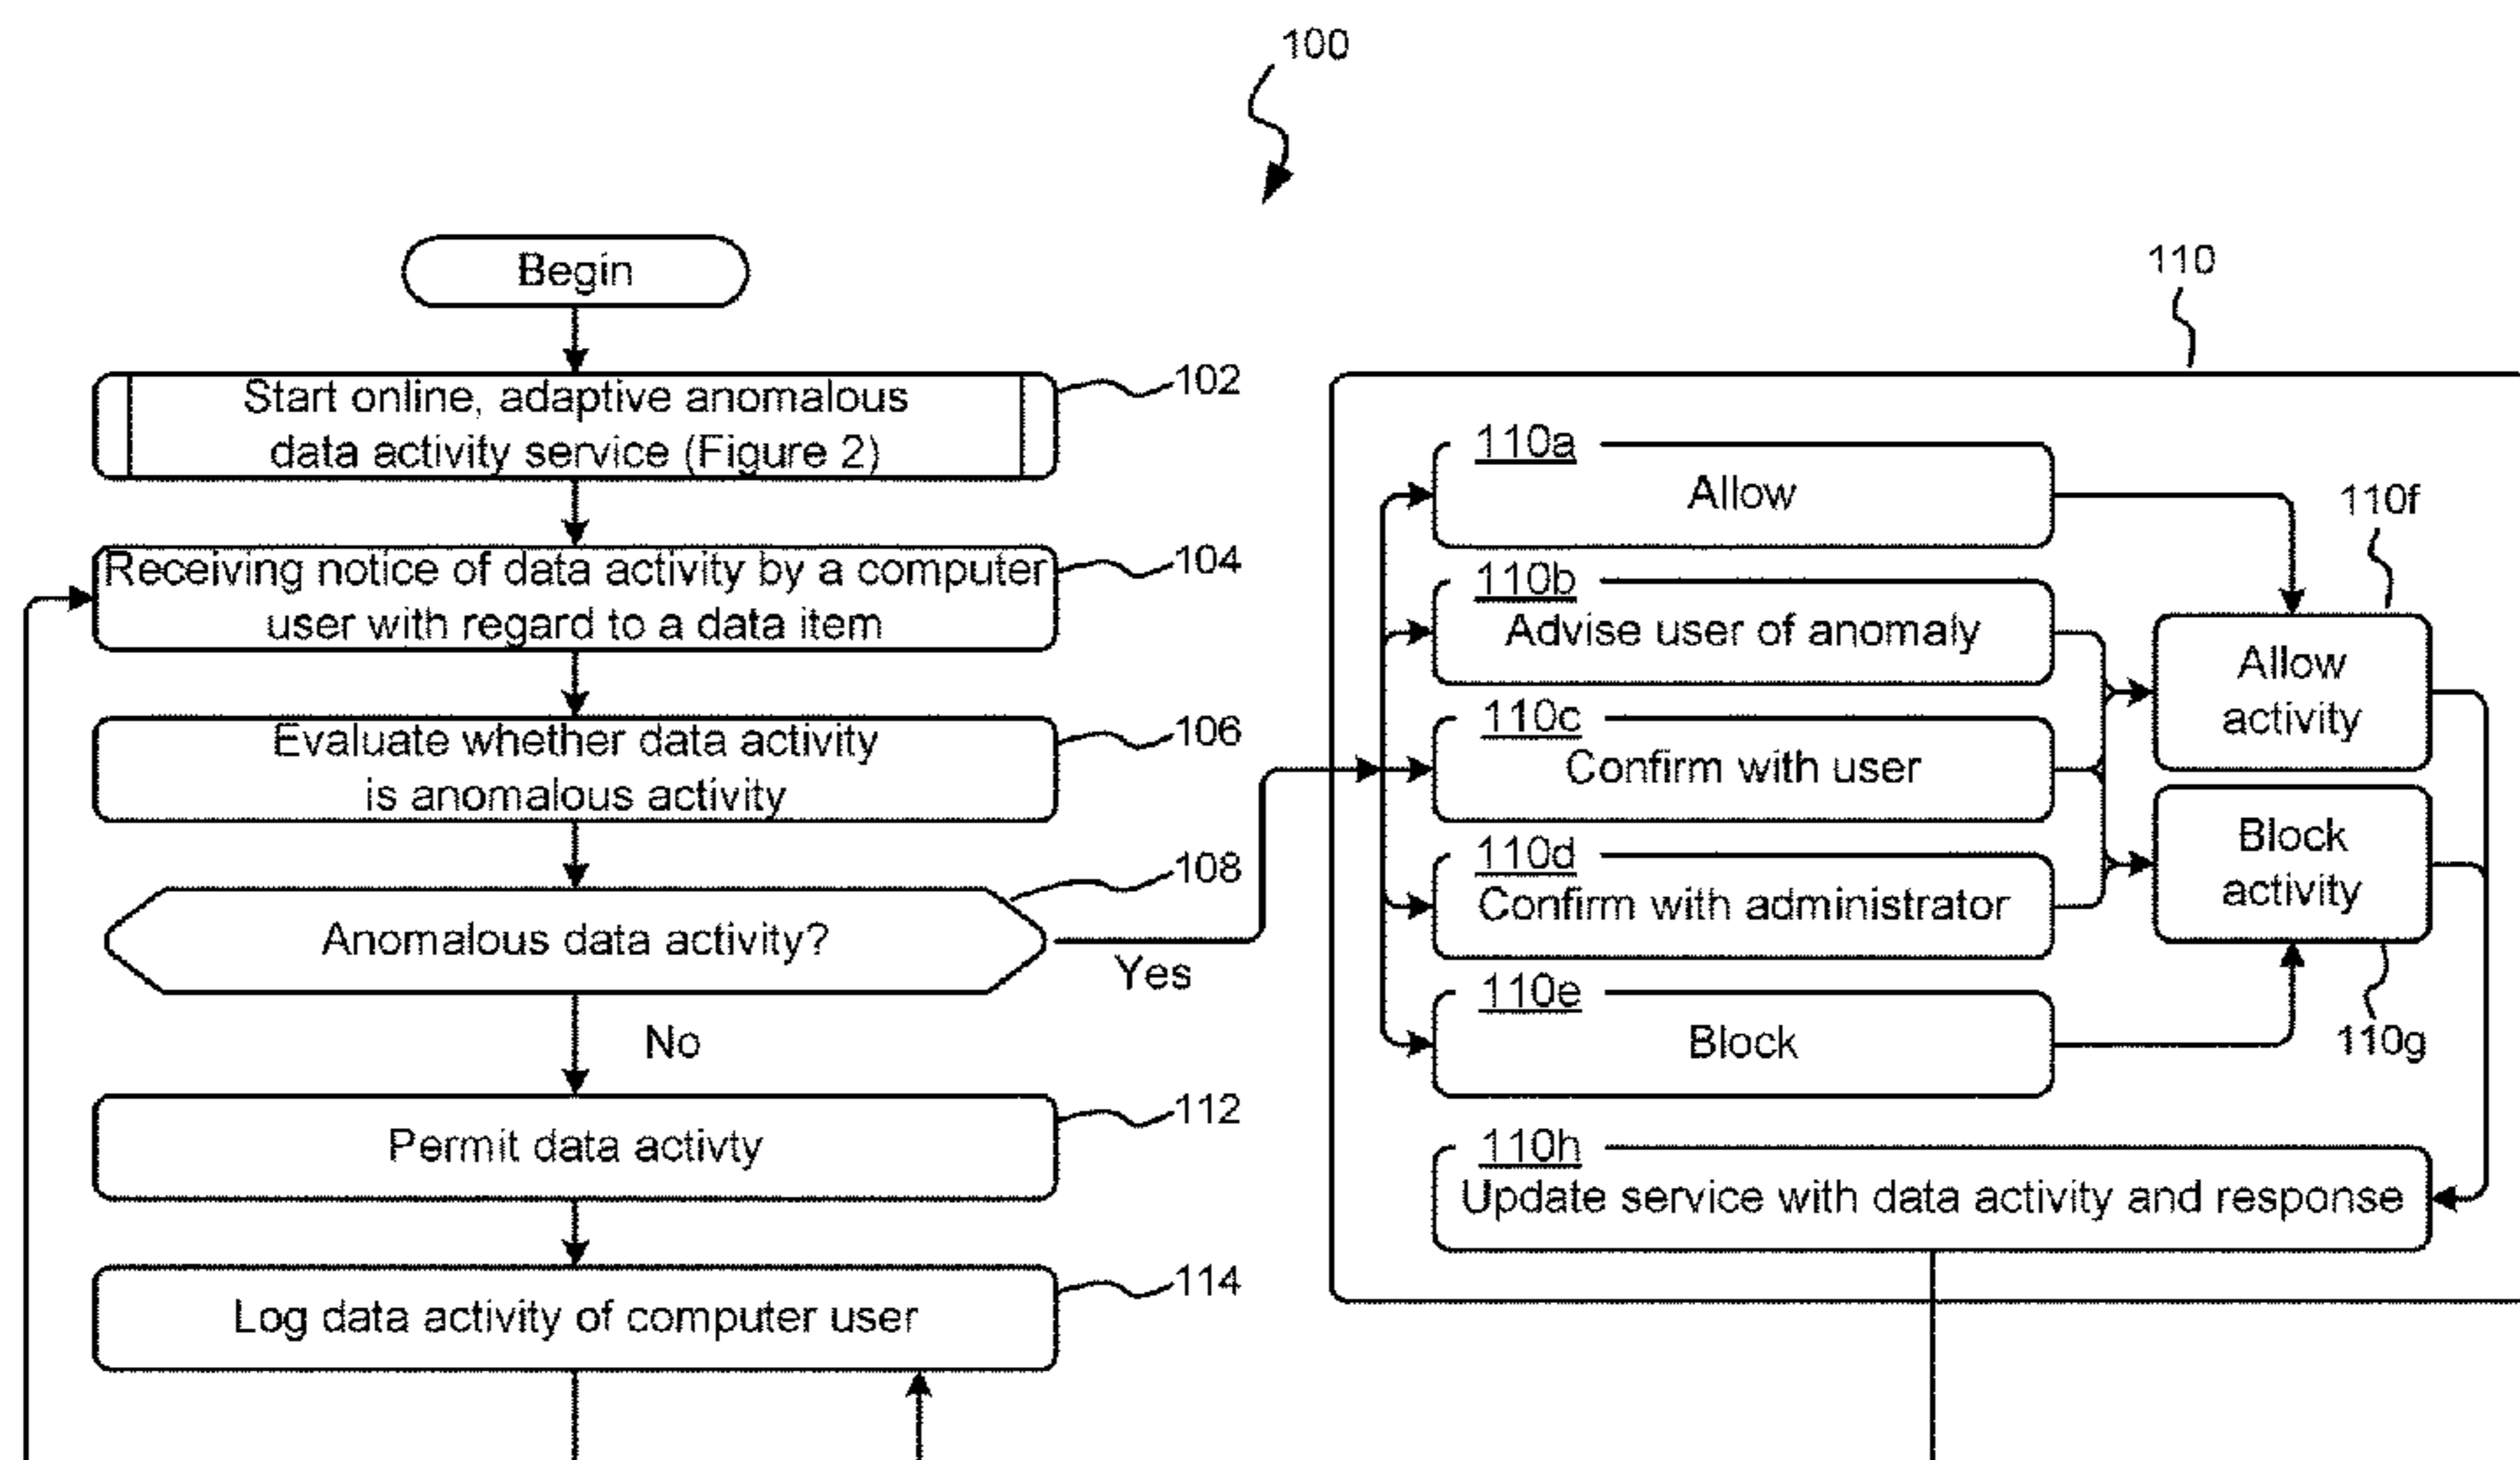 100
Begin
102
Start online, adaptive anomalous
data activity service (Figure 2)
104
Receiving notice of data activity by a computer
user with regard to a data item
106
Evaluate whether data activity
is anomalous activity
108
Anomalous data activity?
Yes
No
112
Permit data activty
114
Log data activity of computer user
110
110a
Allow
110b
Advise user of anomaly
110c
Confirm with user
110d
Confirm with administrator
110e
Block
110f
Allow
activity
Block
activity
110g
110h
Update service with data activity and response